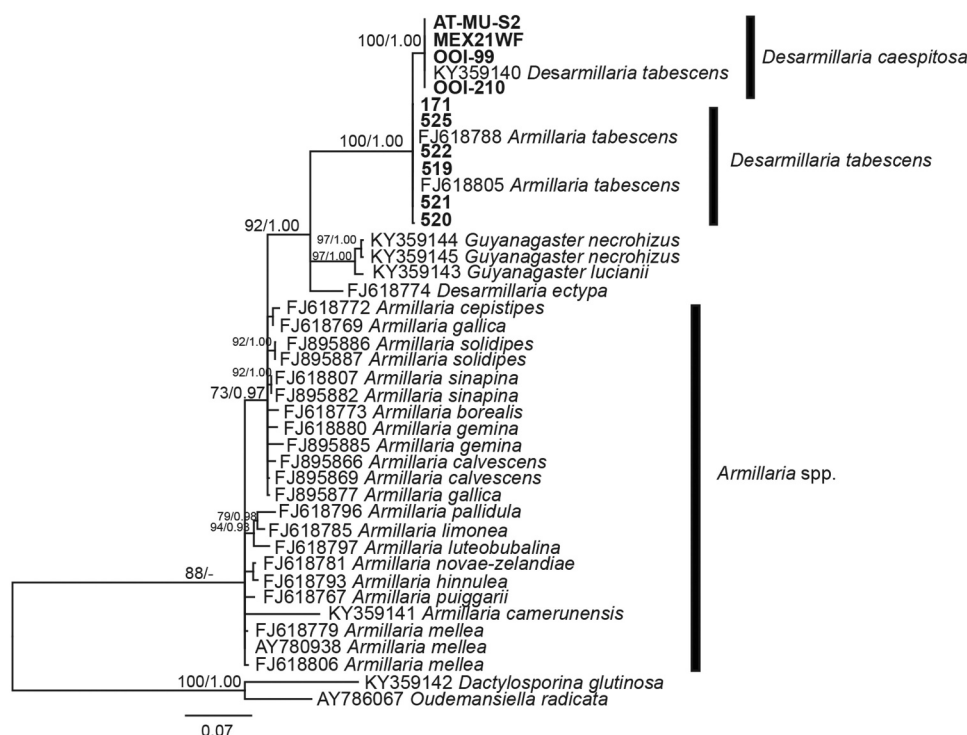 AT-MU-S2
100/1.00
MEX21WF
OOI-99
Desarmillaria caespitosa
KY359140 Desarmillaria tabescens
OOI-210
171
525
FJ618788 Armillaria tabescens
100/1.00
522
Desarmillaria tabescens
519
FJ618805 Armillaria tabescens
521
520
92/1.00
97/1.00
KY359144 Guyanagaster necrohizus
97/1.00
KY359145 Guyanagaster necrohizus
KY359143 Guyanagaster lucianii
FJ618774 Desarmillaria ectypa
FJ618772 Armillaria cepistipes
FJ618769 Armillaria gallica
92/1.00
FJ895886 Armillaria solidipes
FJ895887 Armillaria solidipes
92/1.00
FJ618807 Armillaria sinapina
73/0.97
FJ895882 Armillaria sinapina
FJ618773 Armillaria borealis
FJ618880 Armillaria gemina
FJ895885 Armillaria gemina
FJ895866 Armillaria calvescens
Armillaria spp.
FJ895869 Armillaria calvescens
FJ895877 Armillaria gallica
FJ618796 Armillaria pallidula
79/0.98
94/0.93
FJ618785 Armillaria limonea
FJ618797 Armillaria luteobubalina
FJ618781 Armillaria novae-zelandiae
88/-
FJ618793 Armillaria hinnulea
FJ618767 Armillaria puiggarii
KY359141 Armillaria camerunensis
FJ618779 Armillaria mellea
AY780938 Armillaria mellea
FJ618806 Armillaria mellea
100/1.00
KY359142 Dactylosporina glutinosa
AY786067 Oudemansiella radicata
0.07